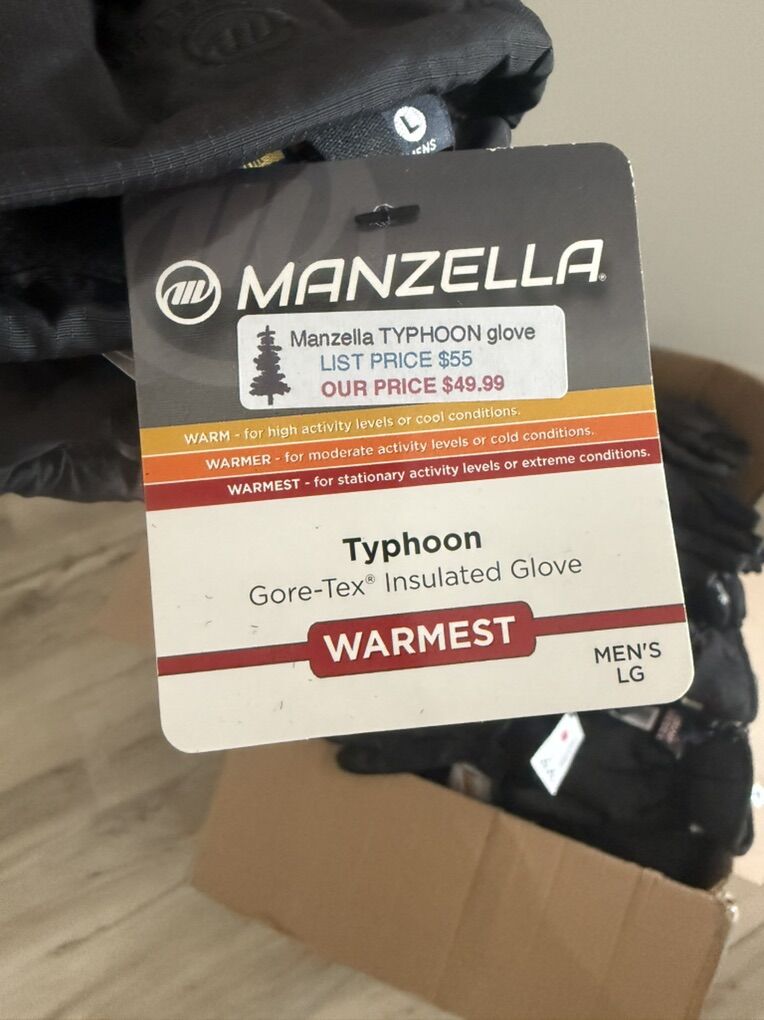 L
MANZELLA®
Manzella TYPHOON glove
LIST PRICE $55
OUR PRICE $49.99
WARM - for high activity levels or cool conditions.
WARMER - for moderate activity levels or cold conditions.
WARMEST - for stationary activity levels or extreme conditions.
Typhoon
Gore-Tex® Insulated Glove
WARMEST
MEN'S
LG